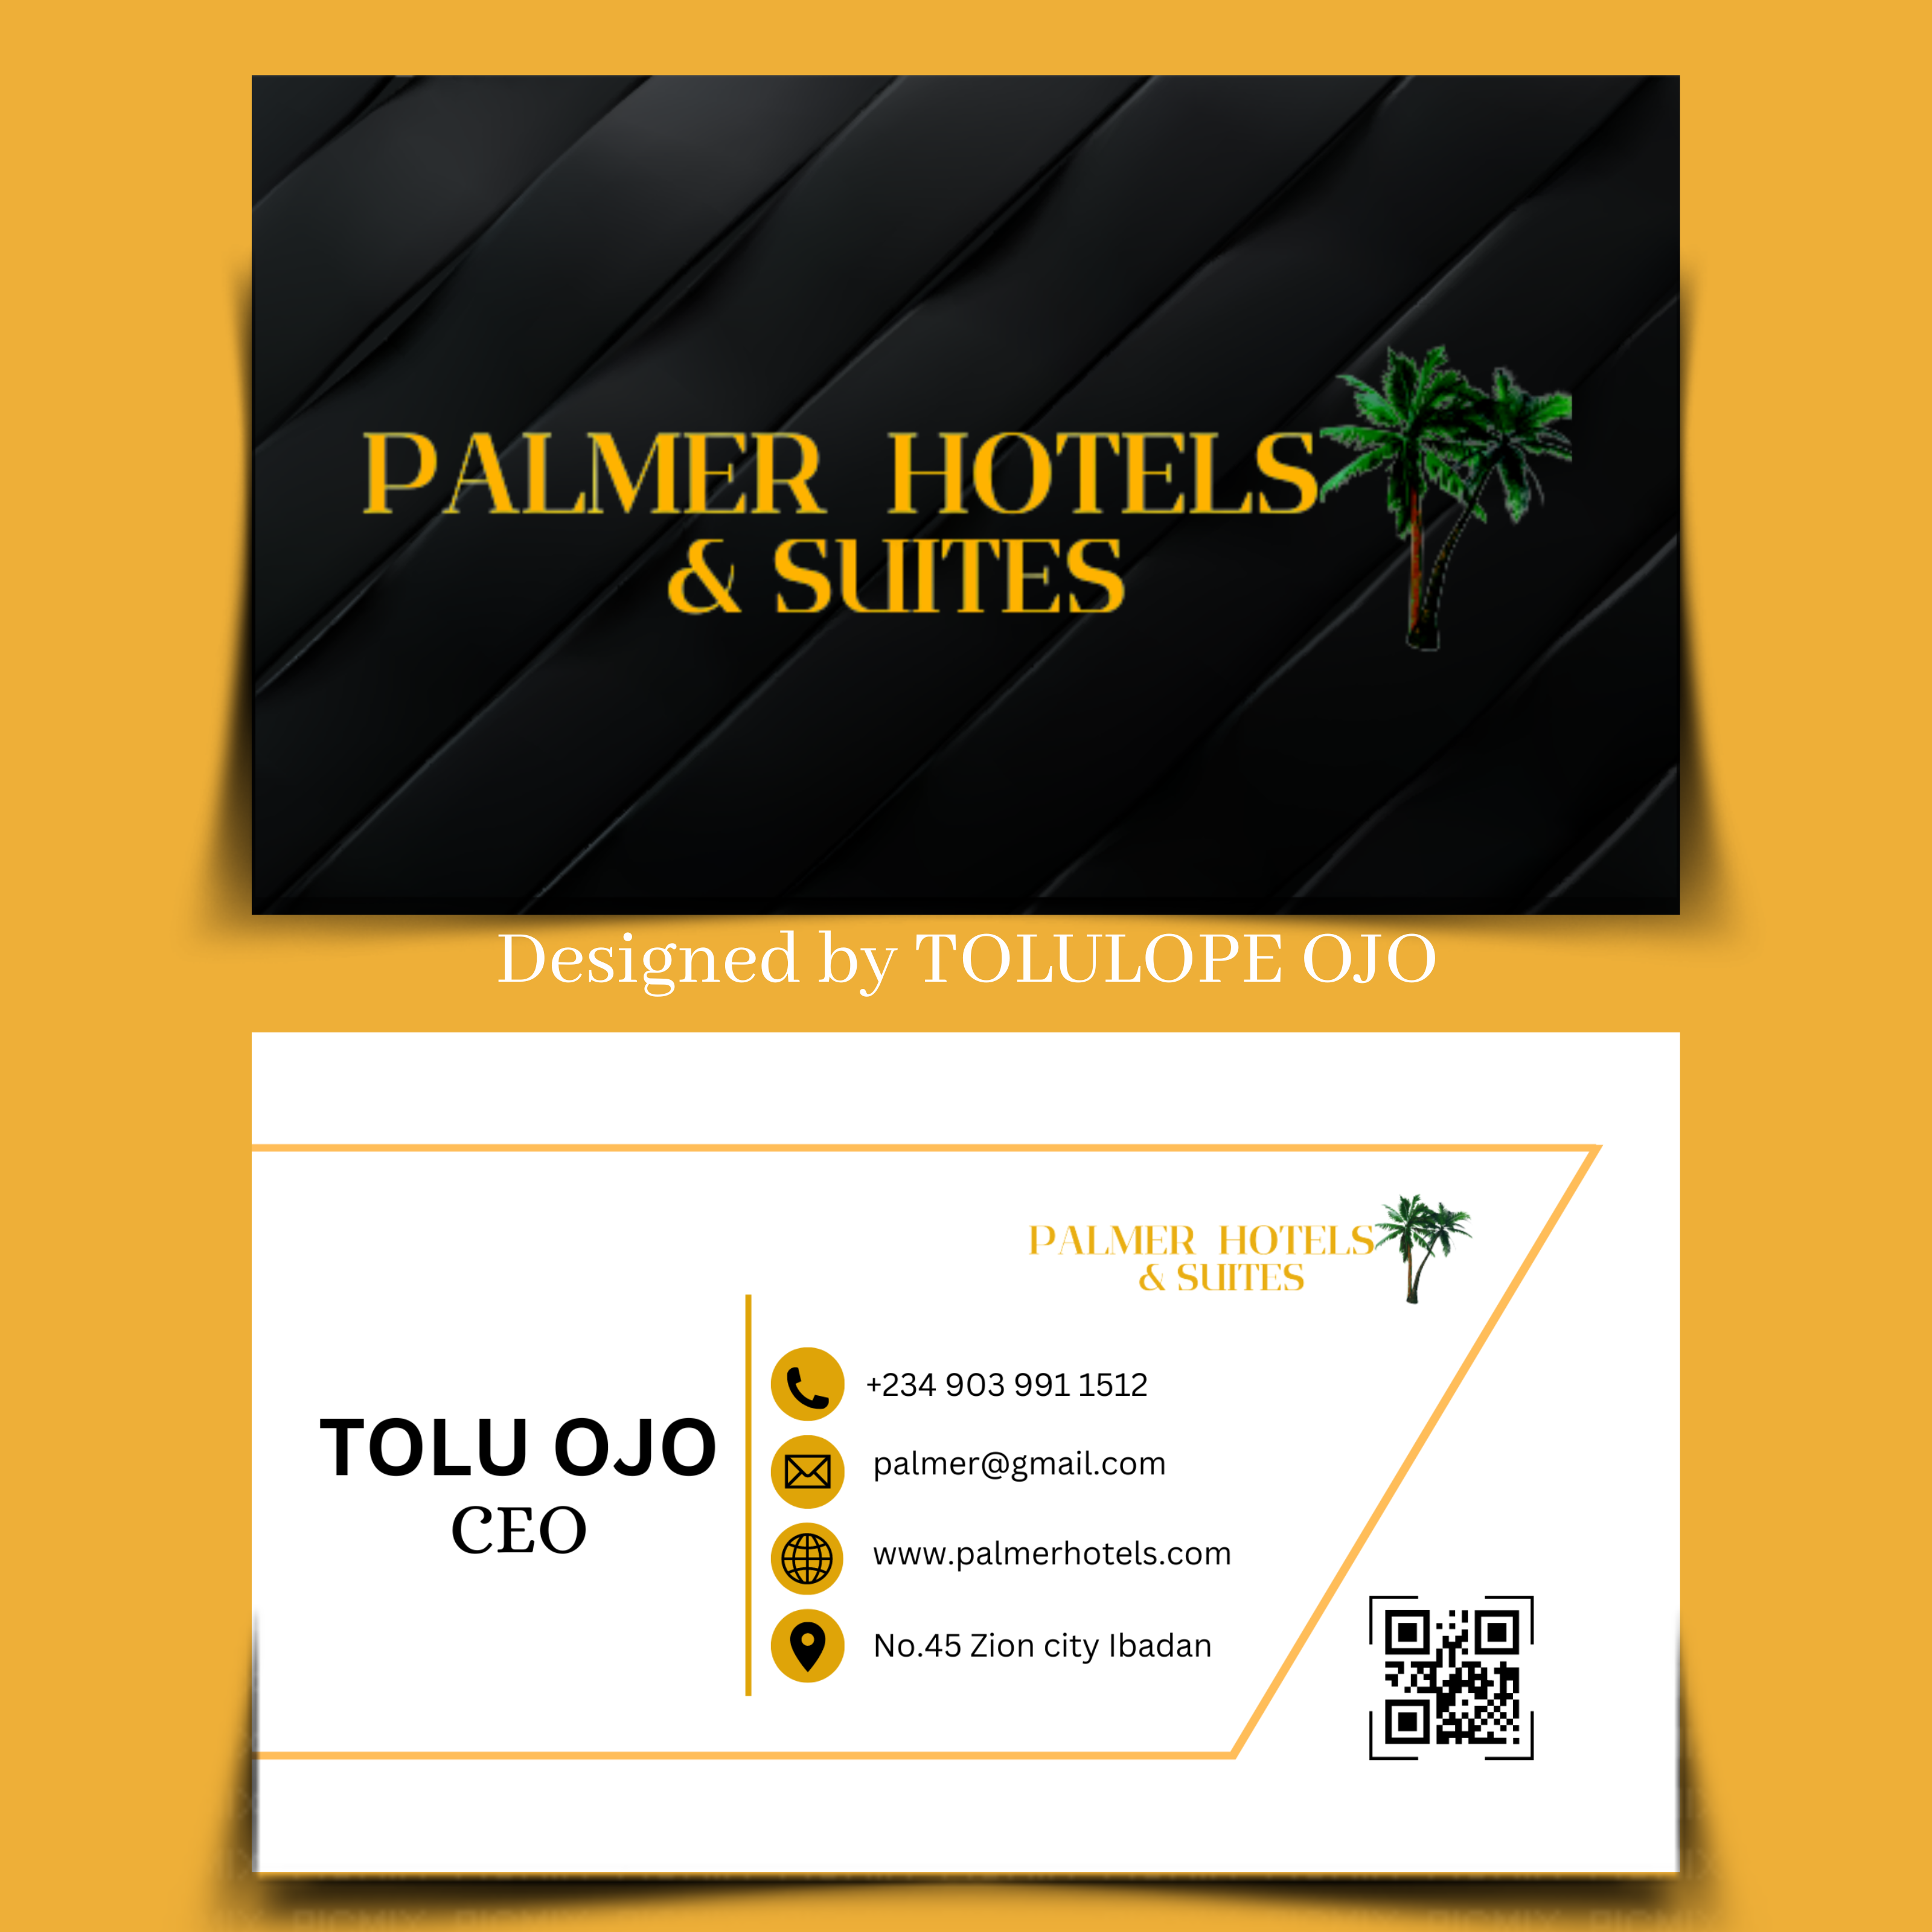 PALMER HOTELS
& SUITES
Designed by TOLULOPE OJO
PALMER HOTELS
& SUITES
TOLU OJO
CEO
+234 903 991 1512
palmer@gmail.com
www.palmerhotels.com
No.45 Zion city Ibadan